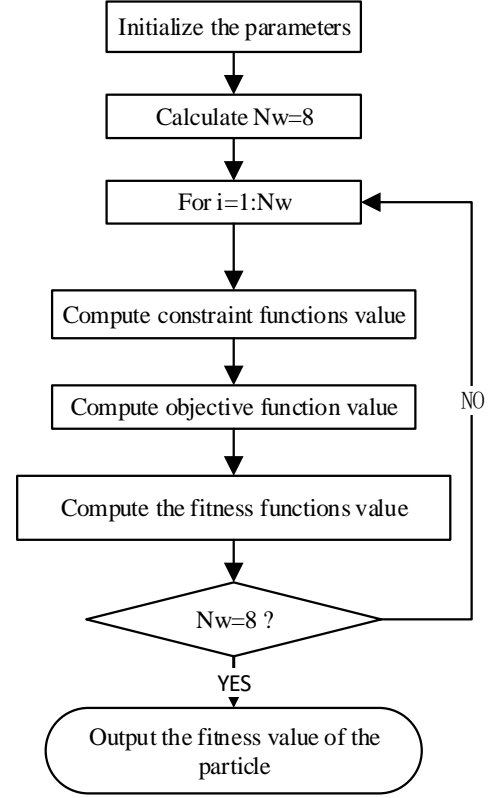 Initialize the parameters
Calculate Nw=8
For i=1:Nw
Compute constraint functions value
Compute objective function value
NO
Compute the fitness functions value
Nw=8 ?
YES
Output the fitness value of the
particle